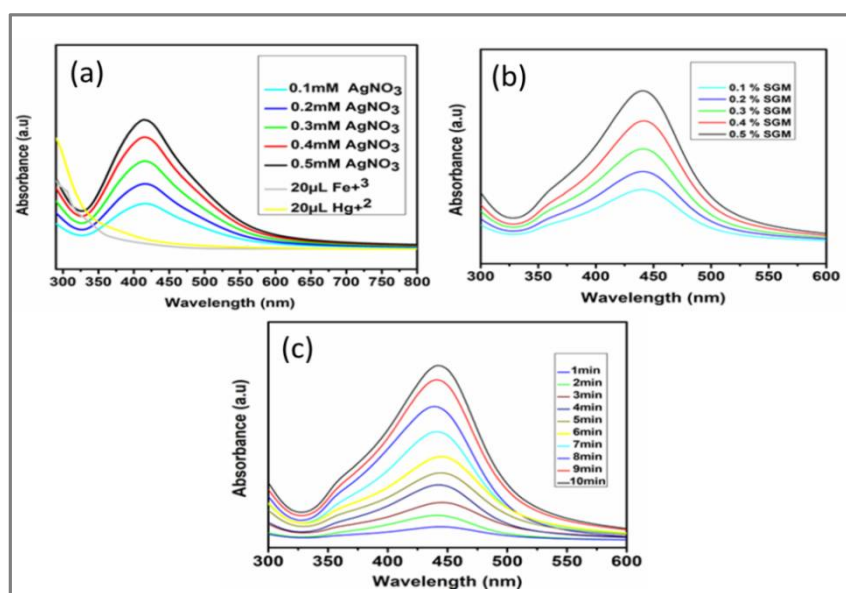 (a)
0.1mM AgNO3
0.2mM AgNO3
0.3mM AgNO3
0.4mM AgNO3
0.5mM AgNO3
20μL Fe+3
20μL Hg+2
Absorbance (a.u)
290 350 400 450 500 550 600 650 700 750 800
Wavelength (nm)
(b)
0.1 % SGM
0.2 % SGM
0.3 % SGM
0.4 % SGM
0.5 % SGM
Absorbance (a.u)
300 350 400 450 500 550 600
Wavelength (nm)
(c)
1min
2min
3min
4min
5min
6min
7min
8min
9min
10min
Absorbance (a.u)
300 350 400 450 500 550 600
Wavelength (nm)